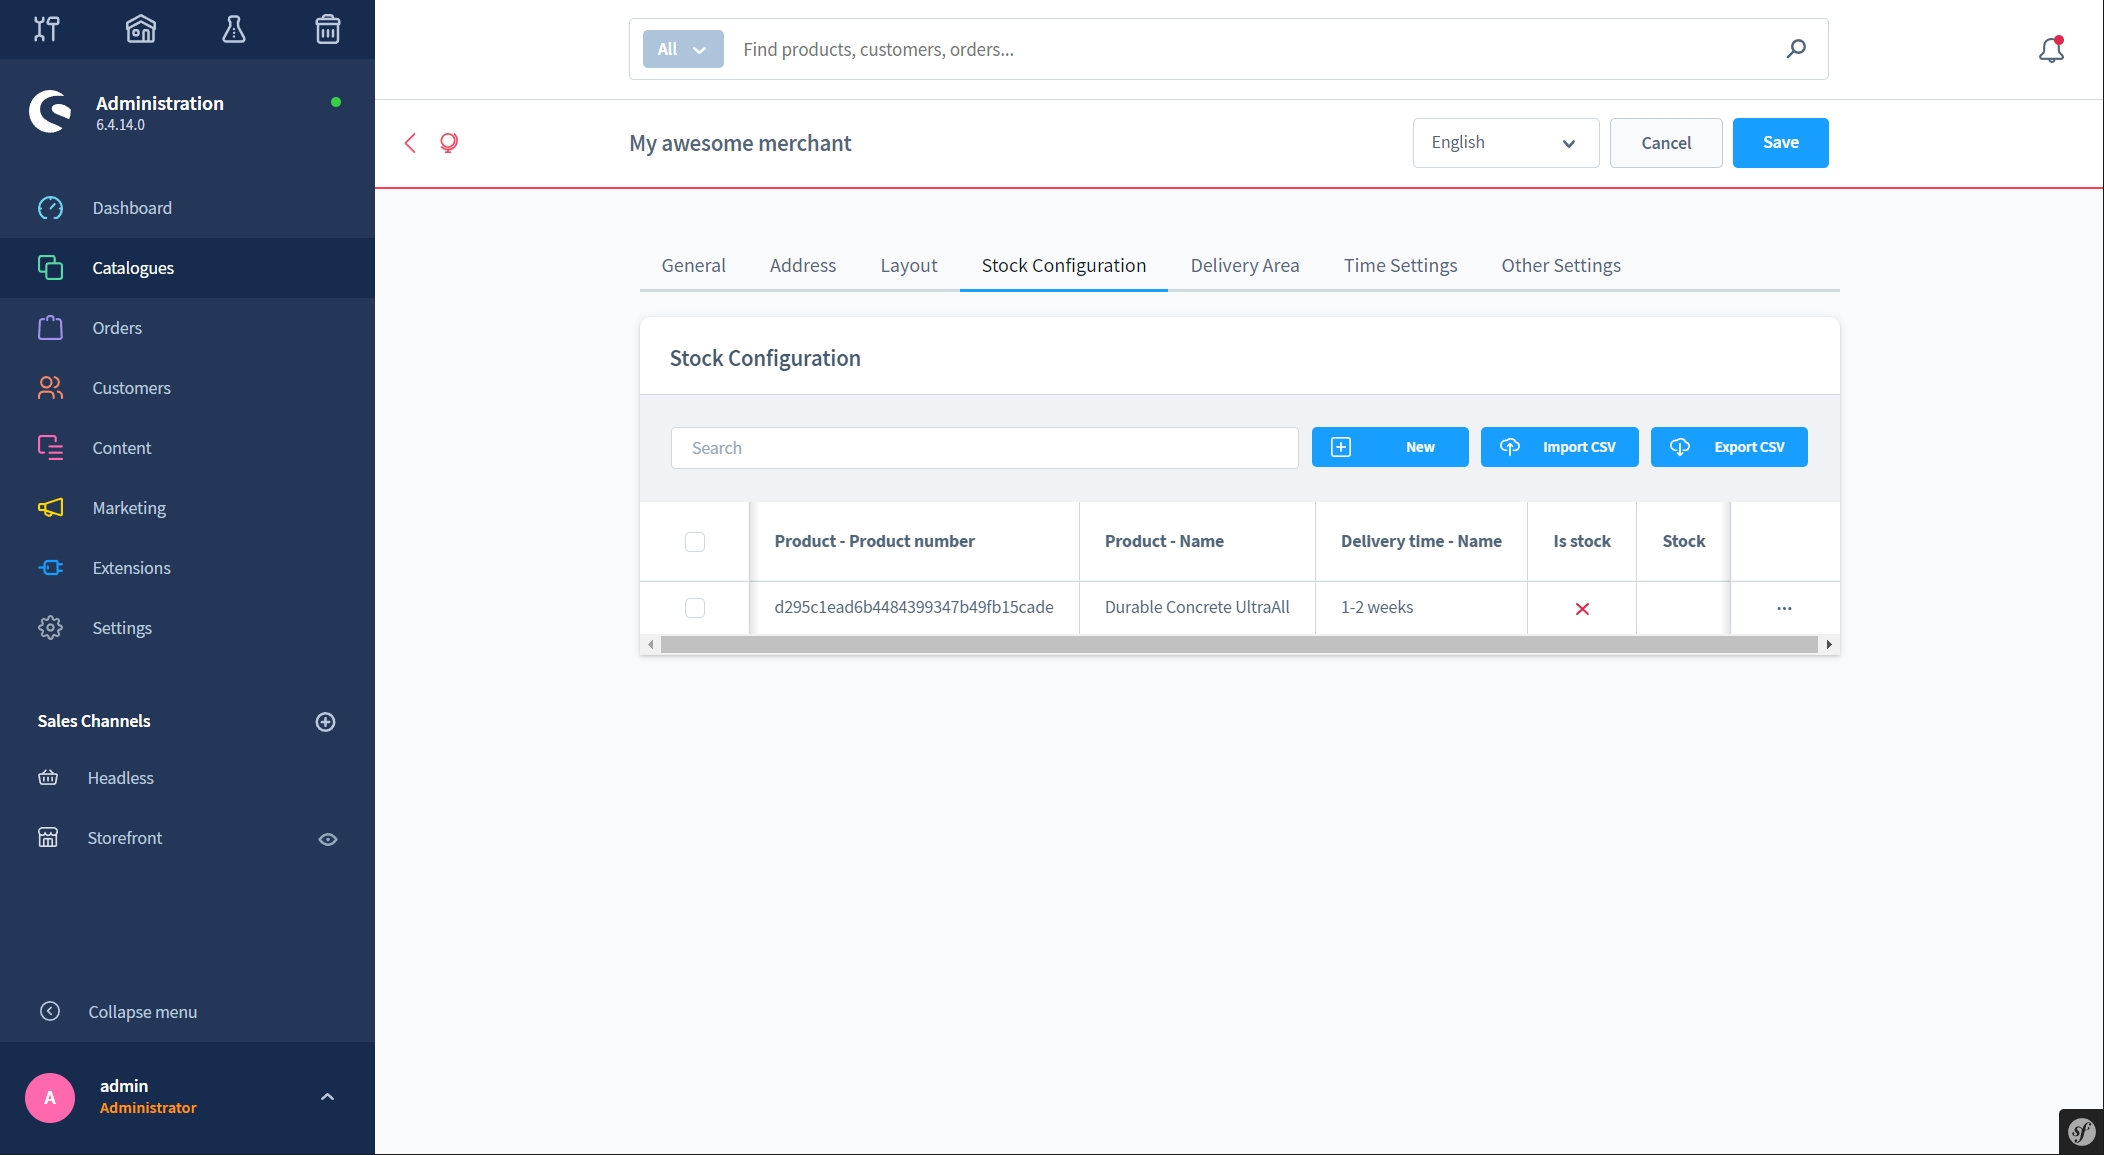 All
Find products, customers, orders...
Administration
6.4.14.0
My awesome merchant
English
Cancel
Save
Dashboard
Catalogues
Orders
Customers
Content
Marketing
Extensions
Settings
Sales Channels
Headless
Storefront
Collapse menu
A
admin
Administrator
General
Address
Layout
Stock Configuration
Delivery Area
Time Settings
Other Settings
Stock Configuration
Search
New
Import CSV
Export CSV
Product - Product number
Product - Name
Delivery time - Name
Is stock
Stock
d295c1ead6b4484399347b49fb15cade
Durable Concrete UltraAll
1-2 weeks
...
sf